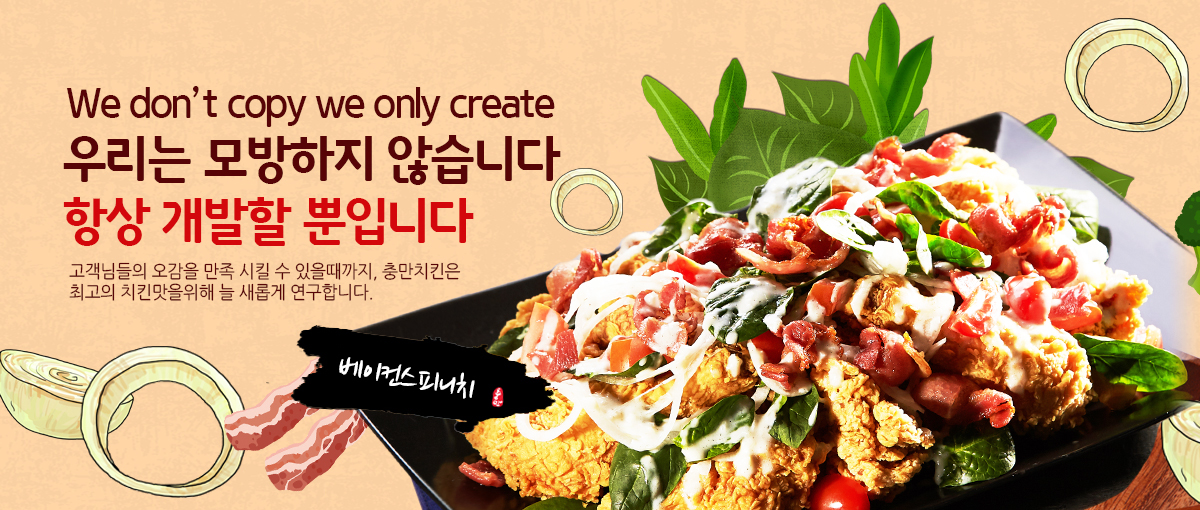 We don't copy we only create
우리는 모방하지 않습니다
항상 개발할 뿐입니다
고객님들의 오감을 만족 시킬 수 있을때까지, 충만치킨은
최고의 치킨맛을위해 늘 새롭게 연구합니다.
베이컨스피니치